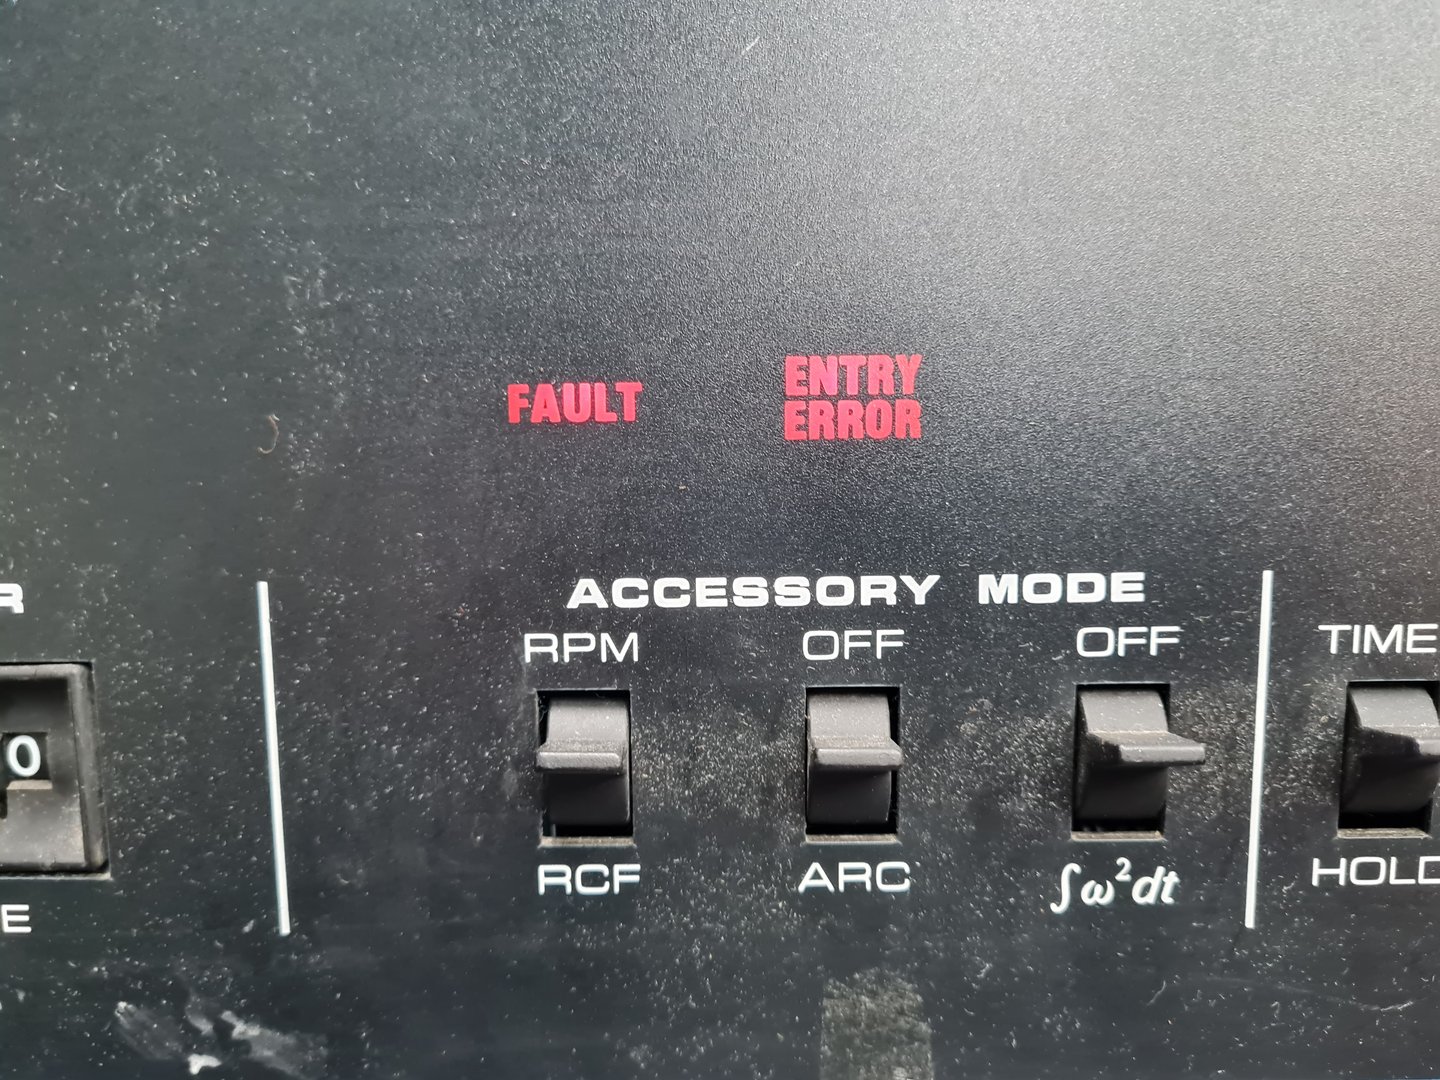 FAULT
ENTRY
ERROR
R
ACCESSORY MODE
RPM OFF OFF TIME
0
RCF ARC ∫ω²dt HOLD
E